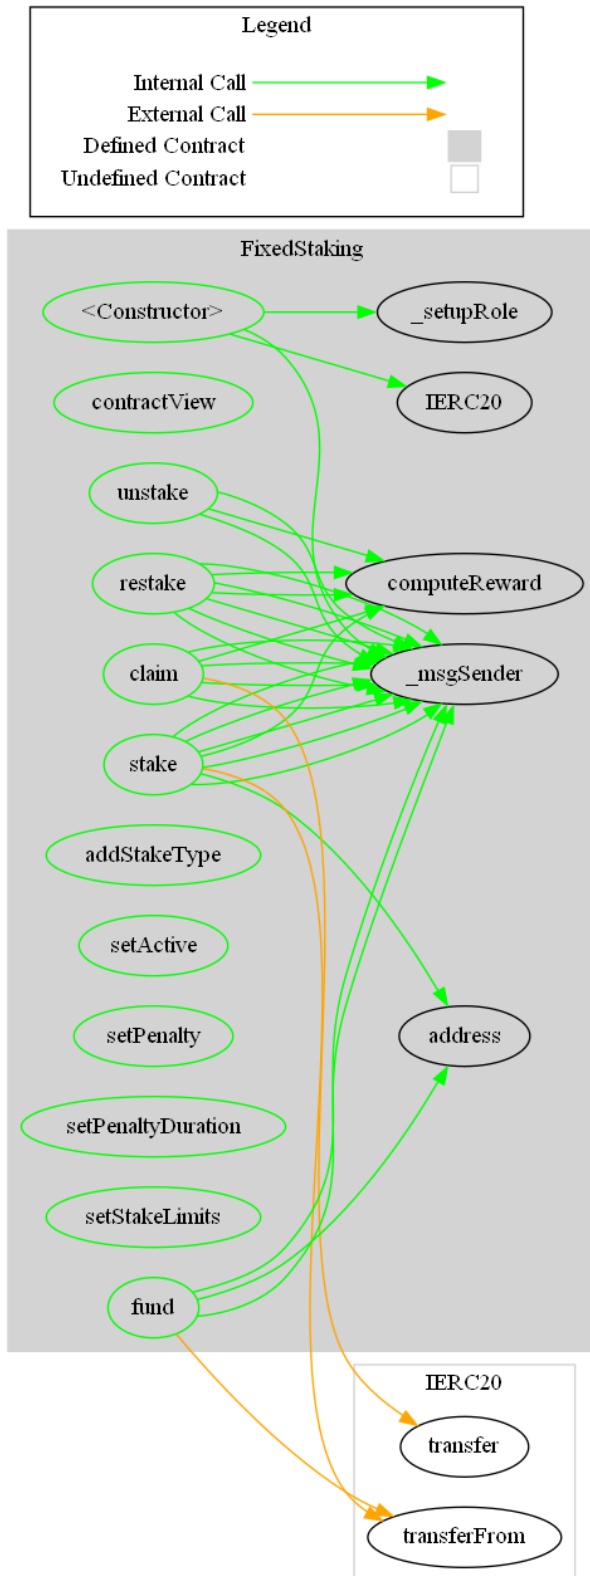 Legend
Internal Call
External Call
Defined Contract
Undefined Contract
FixedStaking
<Constructor>
_setupRole
contractView
IERC20
unstake
restake
computeReward
claim
_msgSender
stake
addStakeType
setActive
setPenalty
address
setPenaltyDuration
setStakeLimits
fund
IERC20
transfer
transferFrom